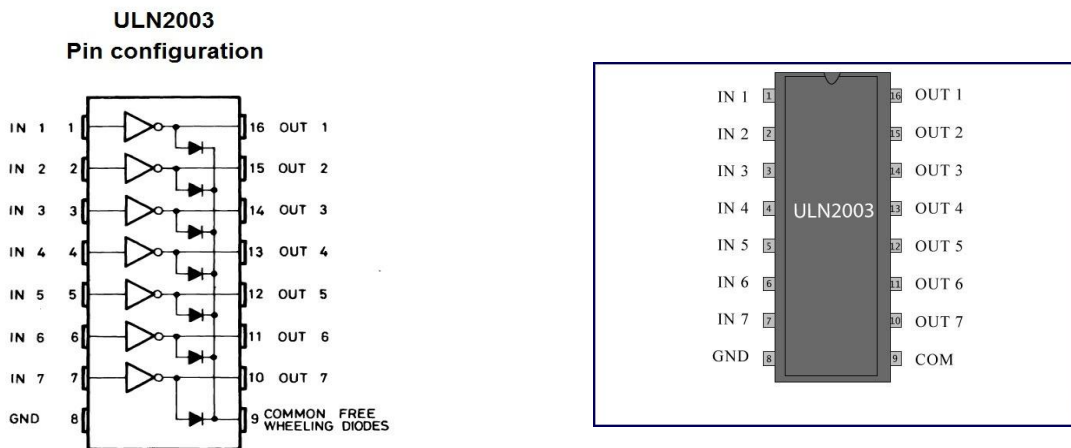 ULN2003
Pin configuration
IN 1 1 16 OUT 1
IN 2 2 15 OUT 2
IN 3 3 14 OUT 3
IN 4 4 13 OUT 4
IN 5 5 12 OUT 5
IN 6 6 11 OUT 6
IN 7 7 10 OUT 7
GND 8 9 COMMON FREE
WHEELING DIODES
IN 1 1 16 OUT 1
IN 2 2 15 OUT 2
IN 3 3 14 OUT 3
IN 4 4 ULN2003 13 OUT 4
IN 5 5 12 OUT 5
IN 6 6 11 OUT 6
IN 7 7 10 OUT 7
GND 8 9 COM